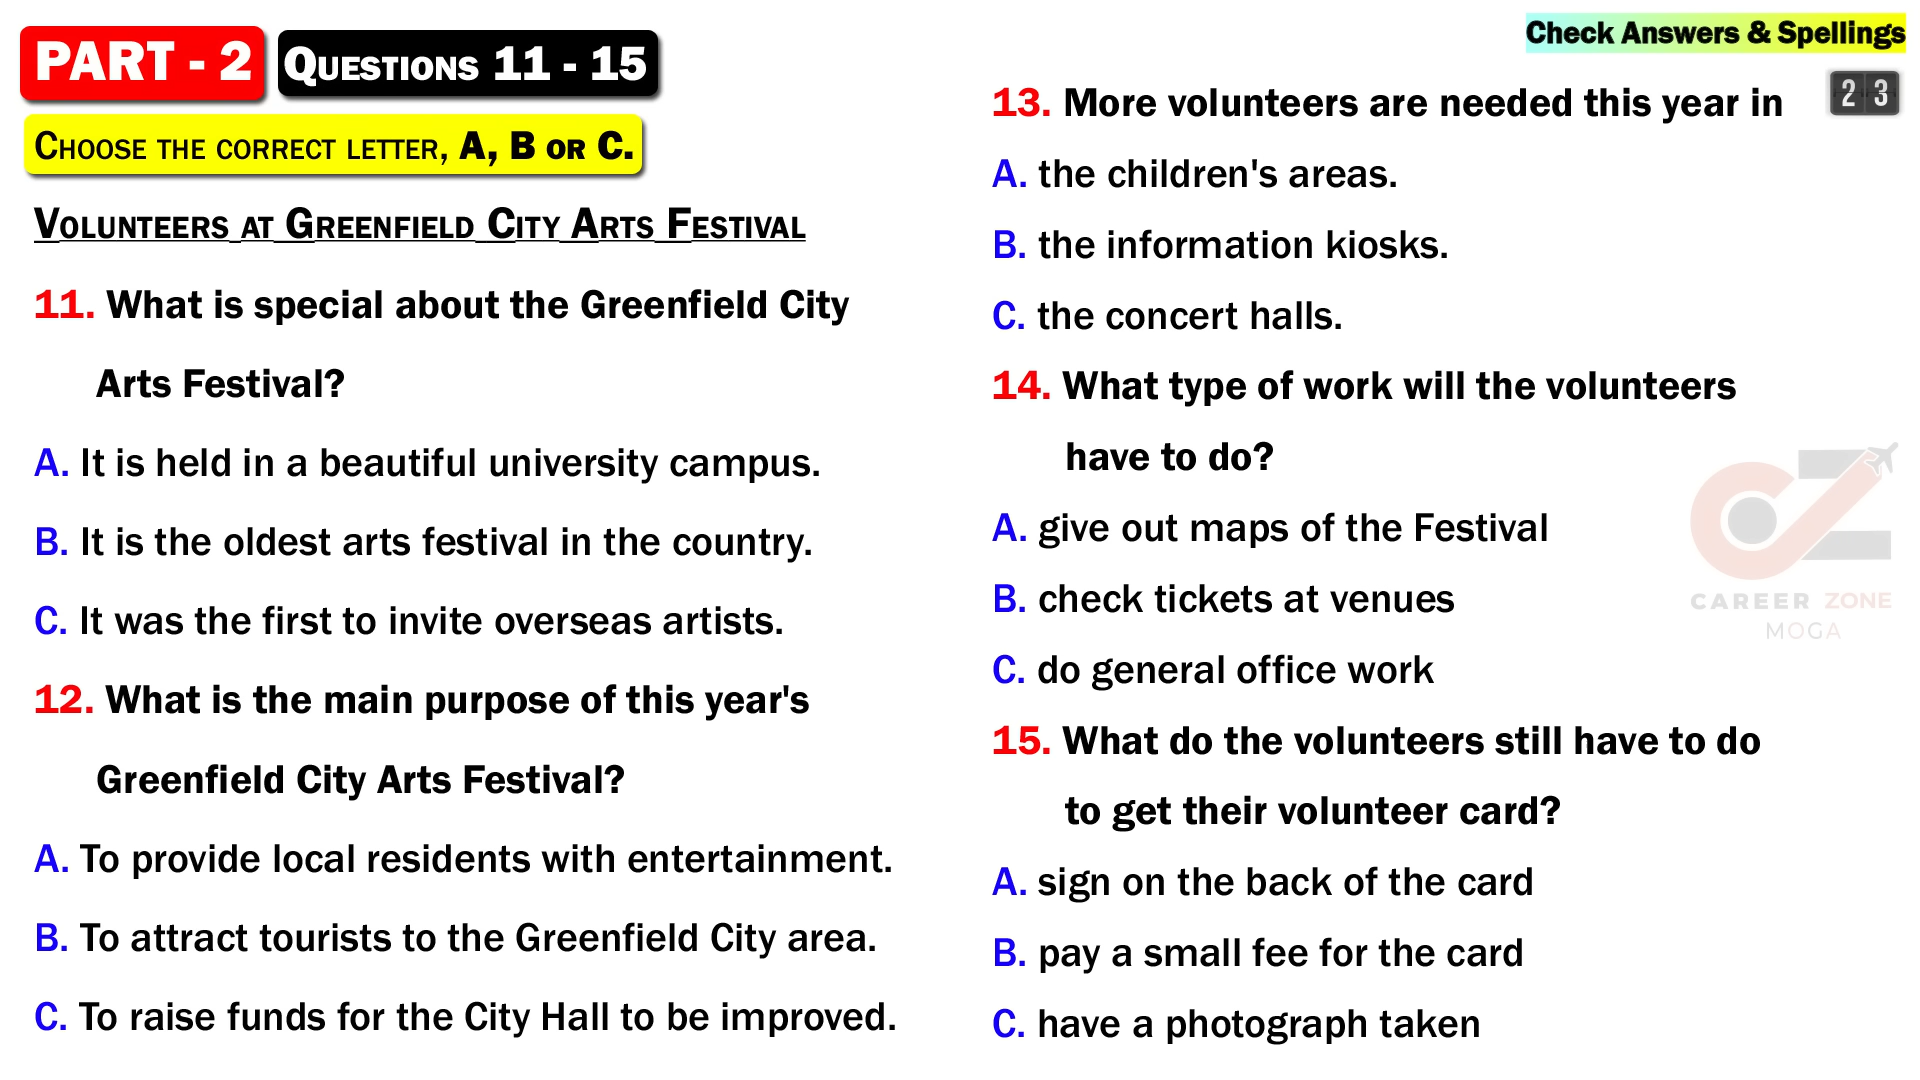 PART - 2 QUESTIONS 11 - 15
CHOOSE THE CORRECT LETTER, A, B OR C.
VOLUNTEERS AT GREENFIELD CITY ARTS FESTIVAL
11. What is special about the Greenfield City
Arts Festival?
A. It is held in a beautiful university campus.
B. It is the oldest arts festival in the country.
C. It was the first to invite overseas artists.
12. What is the main purpose of this year's
Greenfield City Arts Festival?
A. To provide local residents with entertainment.
B. To attract tourists to the Greenfield City area.
C. To raise funds for the City Hall to be improved.
Check Answers & Spellings
23
13. More volunteers are needed this year in
A. the children's areas.
B. the information kiosks.
C. the concert halls.
14. What type of work will the volunteers
have to do?
A. give out maps of the Festival
B. check tickets at venues
C. do general office work
15. What do the volunteers still have to do
to get their volunteer card?
A. sign on the back of the card
B. pay a small fee for the card
C. have a photograph taken
CAREER ZONE
MOGA